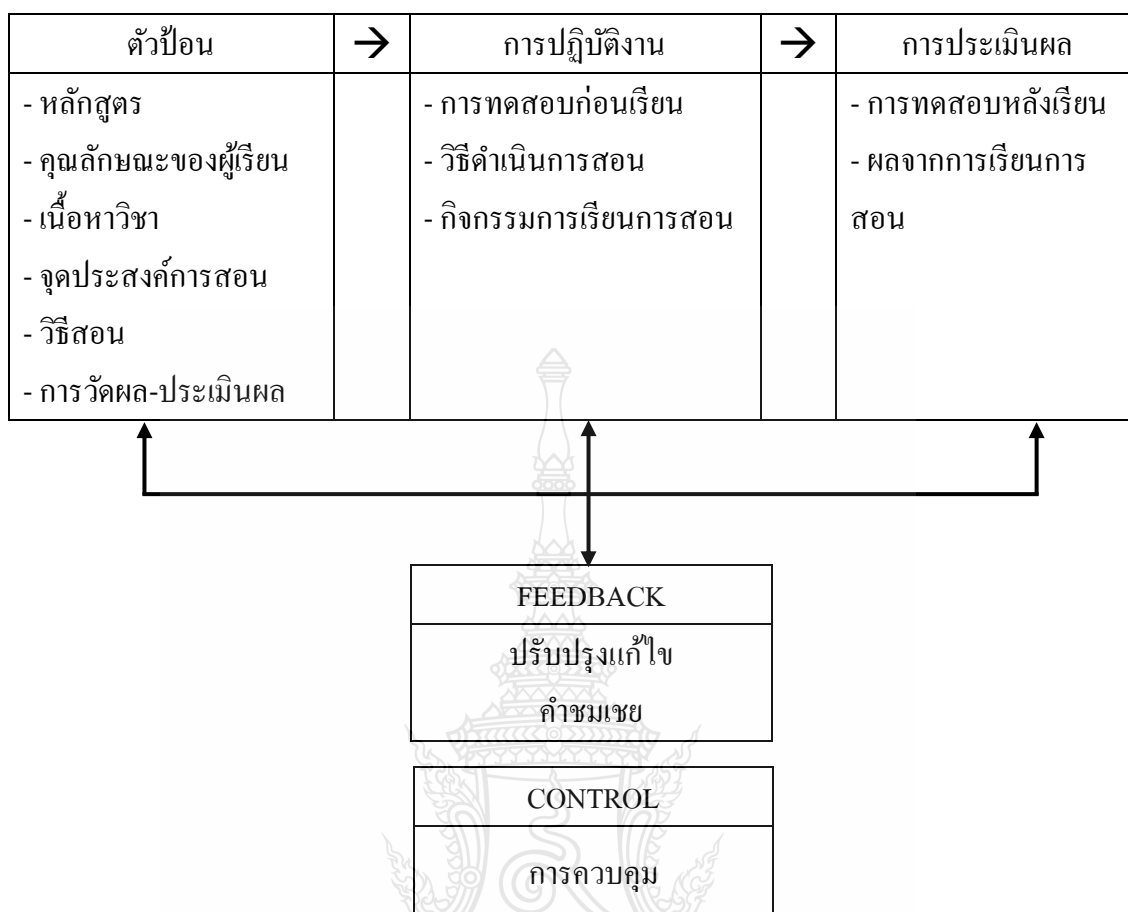 ตัวป้อน → การปฏิบัติงาน → การประเมินผล
- หลักสูตร
- คุณลักษณะของผู้เรียน
- เนื้อหาวิชา
- จุดประสงค์การสอน
- วิธีสอน
- การวัดผล-ประเมินผล
- การทดสอบก่อนเรียน
- วิธีดำเนินการสอน
- กิจกรรมการเรียนการสอน
- การทดสอบหลังเรียน
- ผลจากการเรียนการ
สอน
FEEDBACK
ปรับปรุงแก้ไข
คำชมเชย
CONTROL
การควบคุม